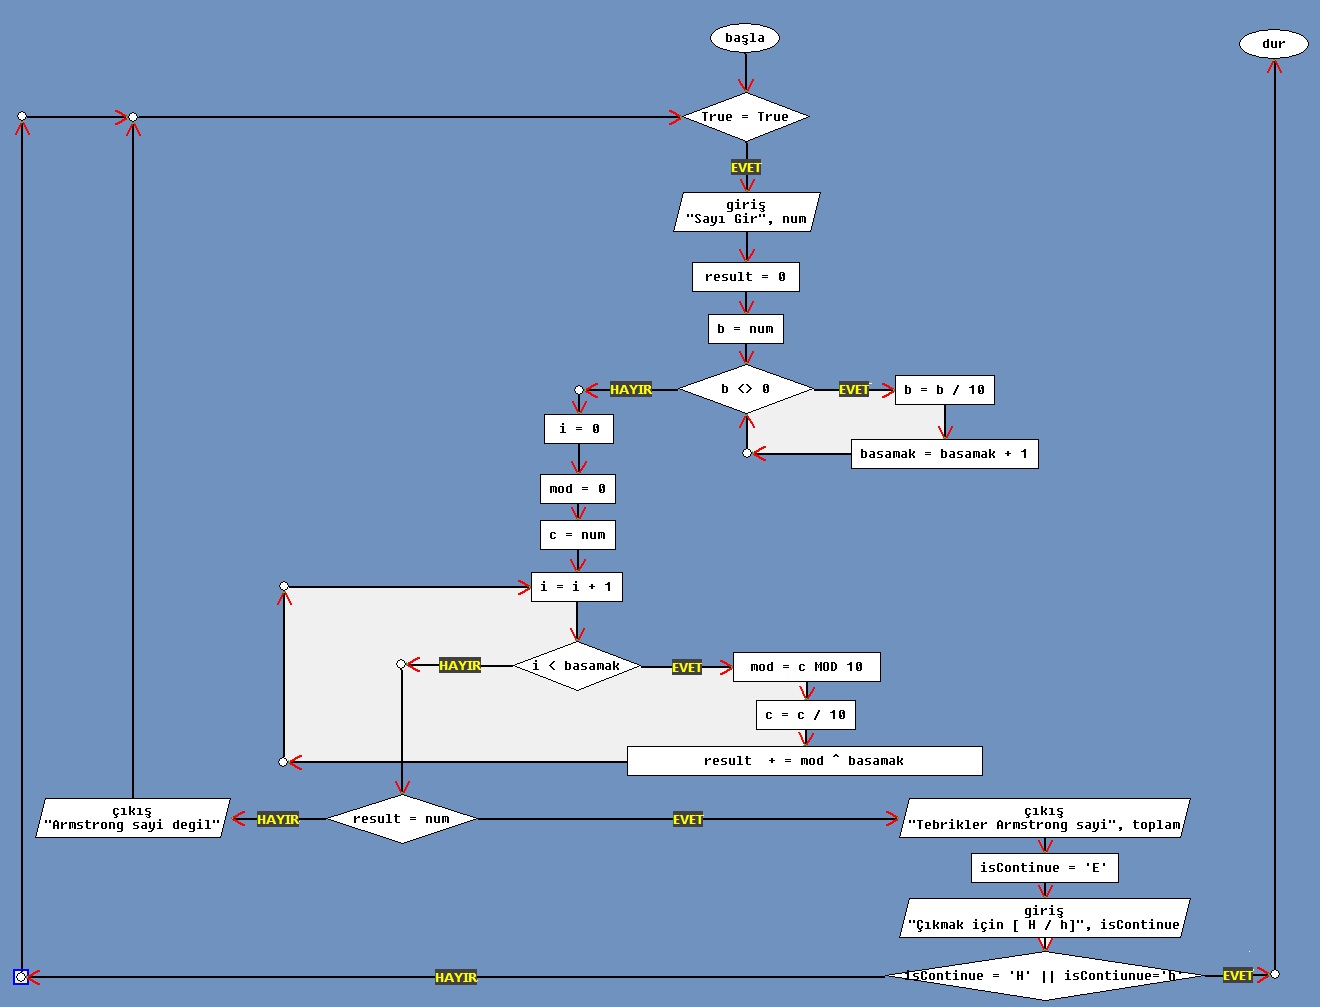 başla
dur
True = True
EVET
giriş
"Sayı Gir", num
result = 0
b = num
b <> 0
HAYIR
EVET
b = b / 10
basamak = basamak + 1
i = 0
mod = 0
c = num
i = i + 1
i < basamak
HAYIR
EVET
mod = c MOD 10
c = c / 10
result + = mod ^ basamak
result = num
HAYIR
EVET
çıkış
"Armstrong sayi degil"
çıkış
"Tebrikler Armstrong sayi", toplam
isContinue = 'E'
giriş
"Çıkmak için [ H / h]", isContinue
isContinue = 'H' || isContiunue='h'
HAYIR
EVET